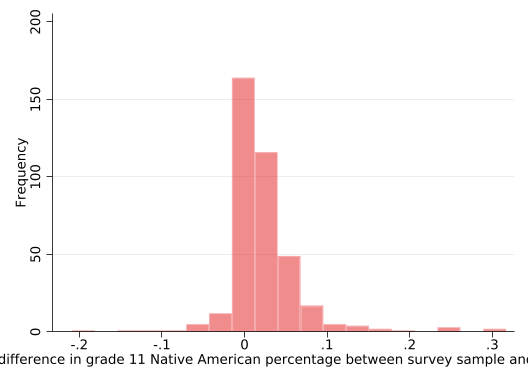 200
150
100
50
0
Frequency
-.2 -.1 0 .1 .2 .3
difference in grade 11 Native American percentage between survey sample and